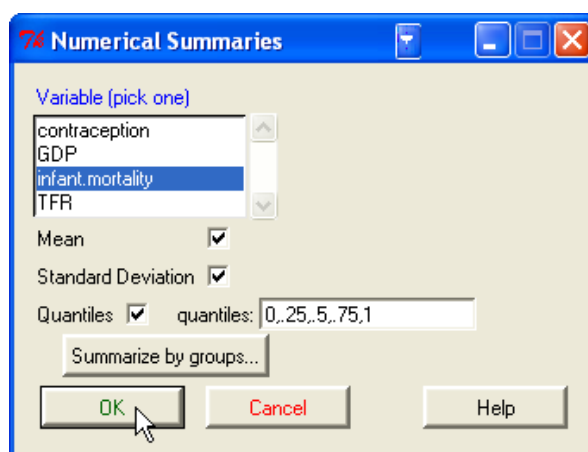 Numerical Summaries
Variable (pick one)
contraception
GDP
infant.mortality
TFR
Mean
Standard Deviation
Quantiles quantiles: 0,.25,.5,.75,1
Summarize by groups...
OK Cancel Help